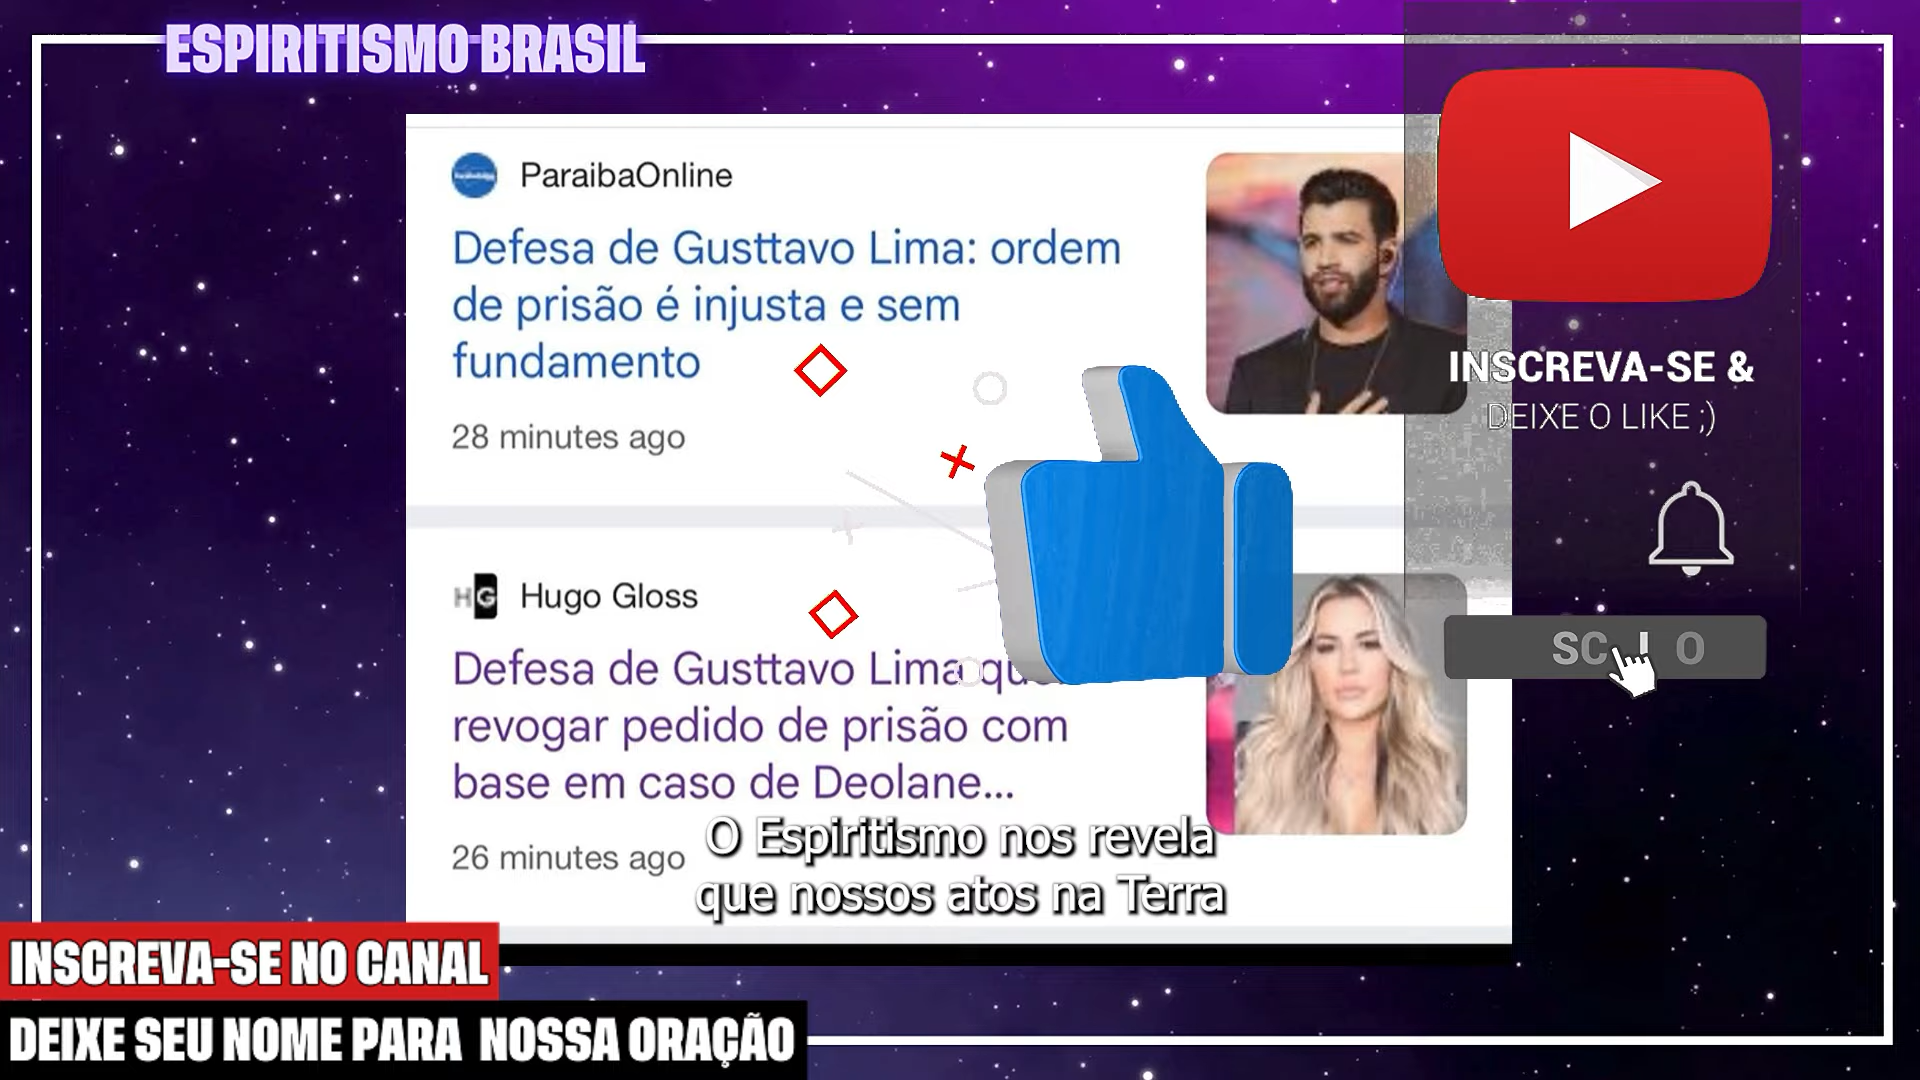 ESPIRITISMO BRASIL
ParaibaOnline
Defesa de Gusttavo Lima: ordem
de prisão é injusta e sem
fundamento
28 minutes ago
INSCREVA-SE &
DEIXE O LIKE ;)
HG Hugo Gloss
Defesa de Gusttavo Lima
revogar pedido de prisão com
base em caso de Deolane...
26 minutes ago
O Espiritismo nos revela
que nossos atos na Terra
INSCREVA-SE NO CANAL
DEIXE SEU NOME PARA NOSSA ORAÇÃO